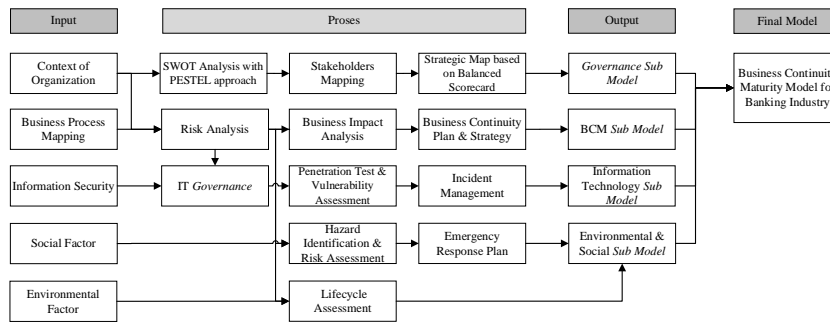 Input
Proses
Output
Final Model
Context of
Organization
SWOT Analysis with
PESTEL approach
Stakeholders
Mapping
Strategic Map based
on Balanced
Scorecard
Governance Sub
Model
Business Continuity
Maturity Model for
Banking Industry
Business Process
Mapping
Risk Analysis
Business Impact
Analysis
Business Continuity
Plan & Strategy
BCM Sub Model
Information Security
IT Governance
Penetration Test &
Vulnerability
Assessment
Incident
Management
Information
Technology Sub
Model
Social Factor
Hazard
Identification &
Risk Assessment
Emergency
Response Plan
Environmental &
Social Sub Model
Environmental
Factor
Lifecycle
Assessment